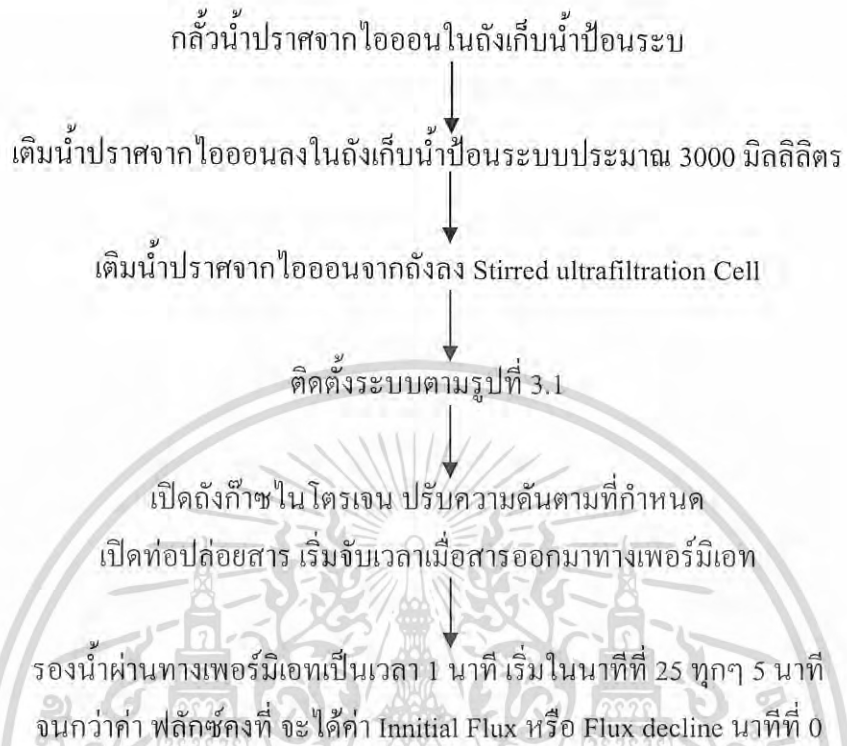 กลั้วน้ำปราศจากไอออนในถังเก็บน้ำป้อนระบบ
เติมน้ำปราศจากไอออนลงในถังเก็บน้ำป้อนระบบประมาณ 3000 มิลลิลิตร
เติมน้ำปราศจากไอออนจากถังลง Stirred ultrafiltration Cell
ติดตั้งระบบตามรูปที่ 3.1
เปิดถังก๊าซไนโตรเจน ปรับความดันตามที่กำหนด
เปิดท่อปล่อยสาร เริ่มจับเวลาเมื่อสารออกมาทางเพอร์มิเอท
รองน้ำผ่านทางเพอร์มิเอทเป็นเวลา 1 นาที เริ่มในนาทีที่ 25 ทุกๆ 5 นาที
จนกว่าค่า ฟลักซ์คงที่ จะได้ค่า Innitial Flux หรือ Flux decline นาทีที่ 0